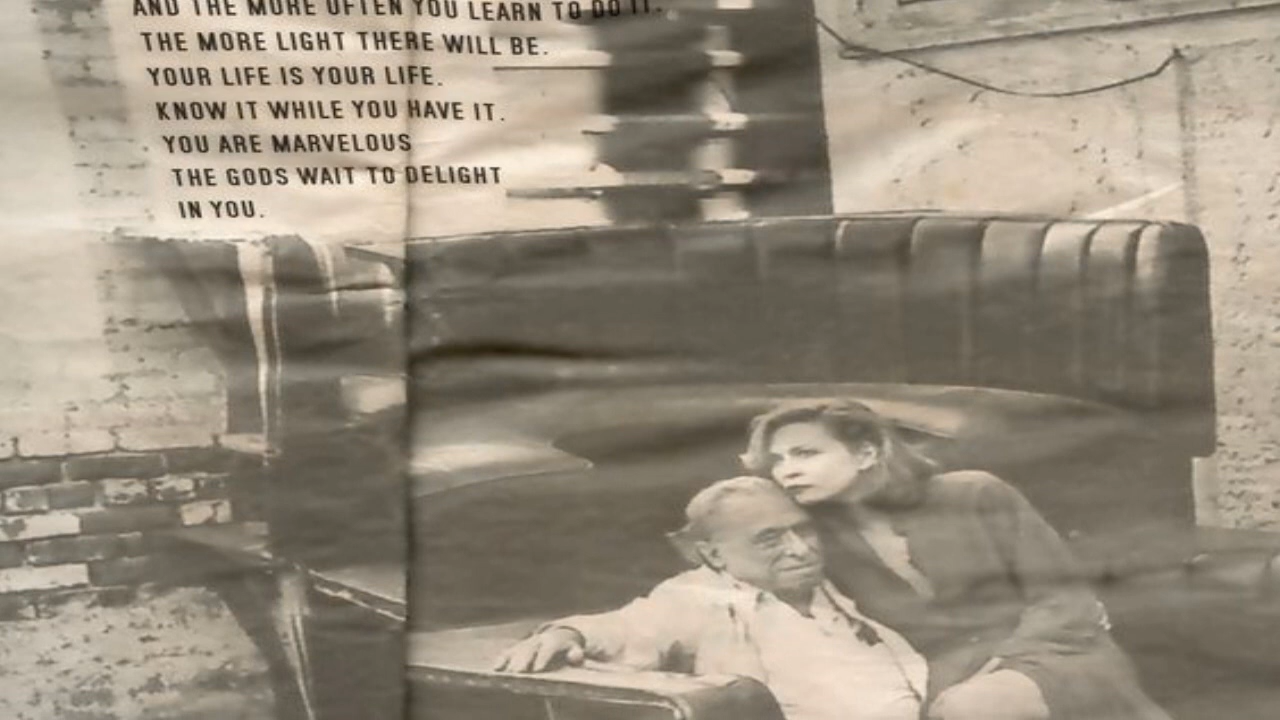 AND THE MORE OFTEN YOU LEARN TO DO IT.
THE MORE LIGHT THERE WILL BE.
YOUR LIFE IS YOUR LIFE.
KNOW IT WHILE YOU HAVE IT.
YOU ARE MARVELOUS
THE GODS WAIT TO DELIGHT
IN YOU.